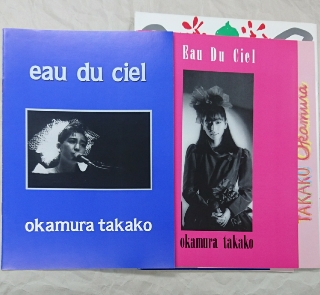 eau du ciel
okamura takako
Eau Du Ciel
okamura takako
TAKAKO Okamura